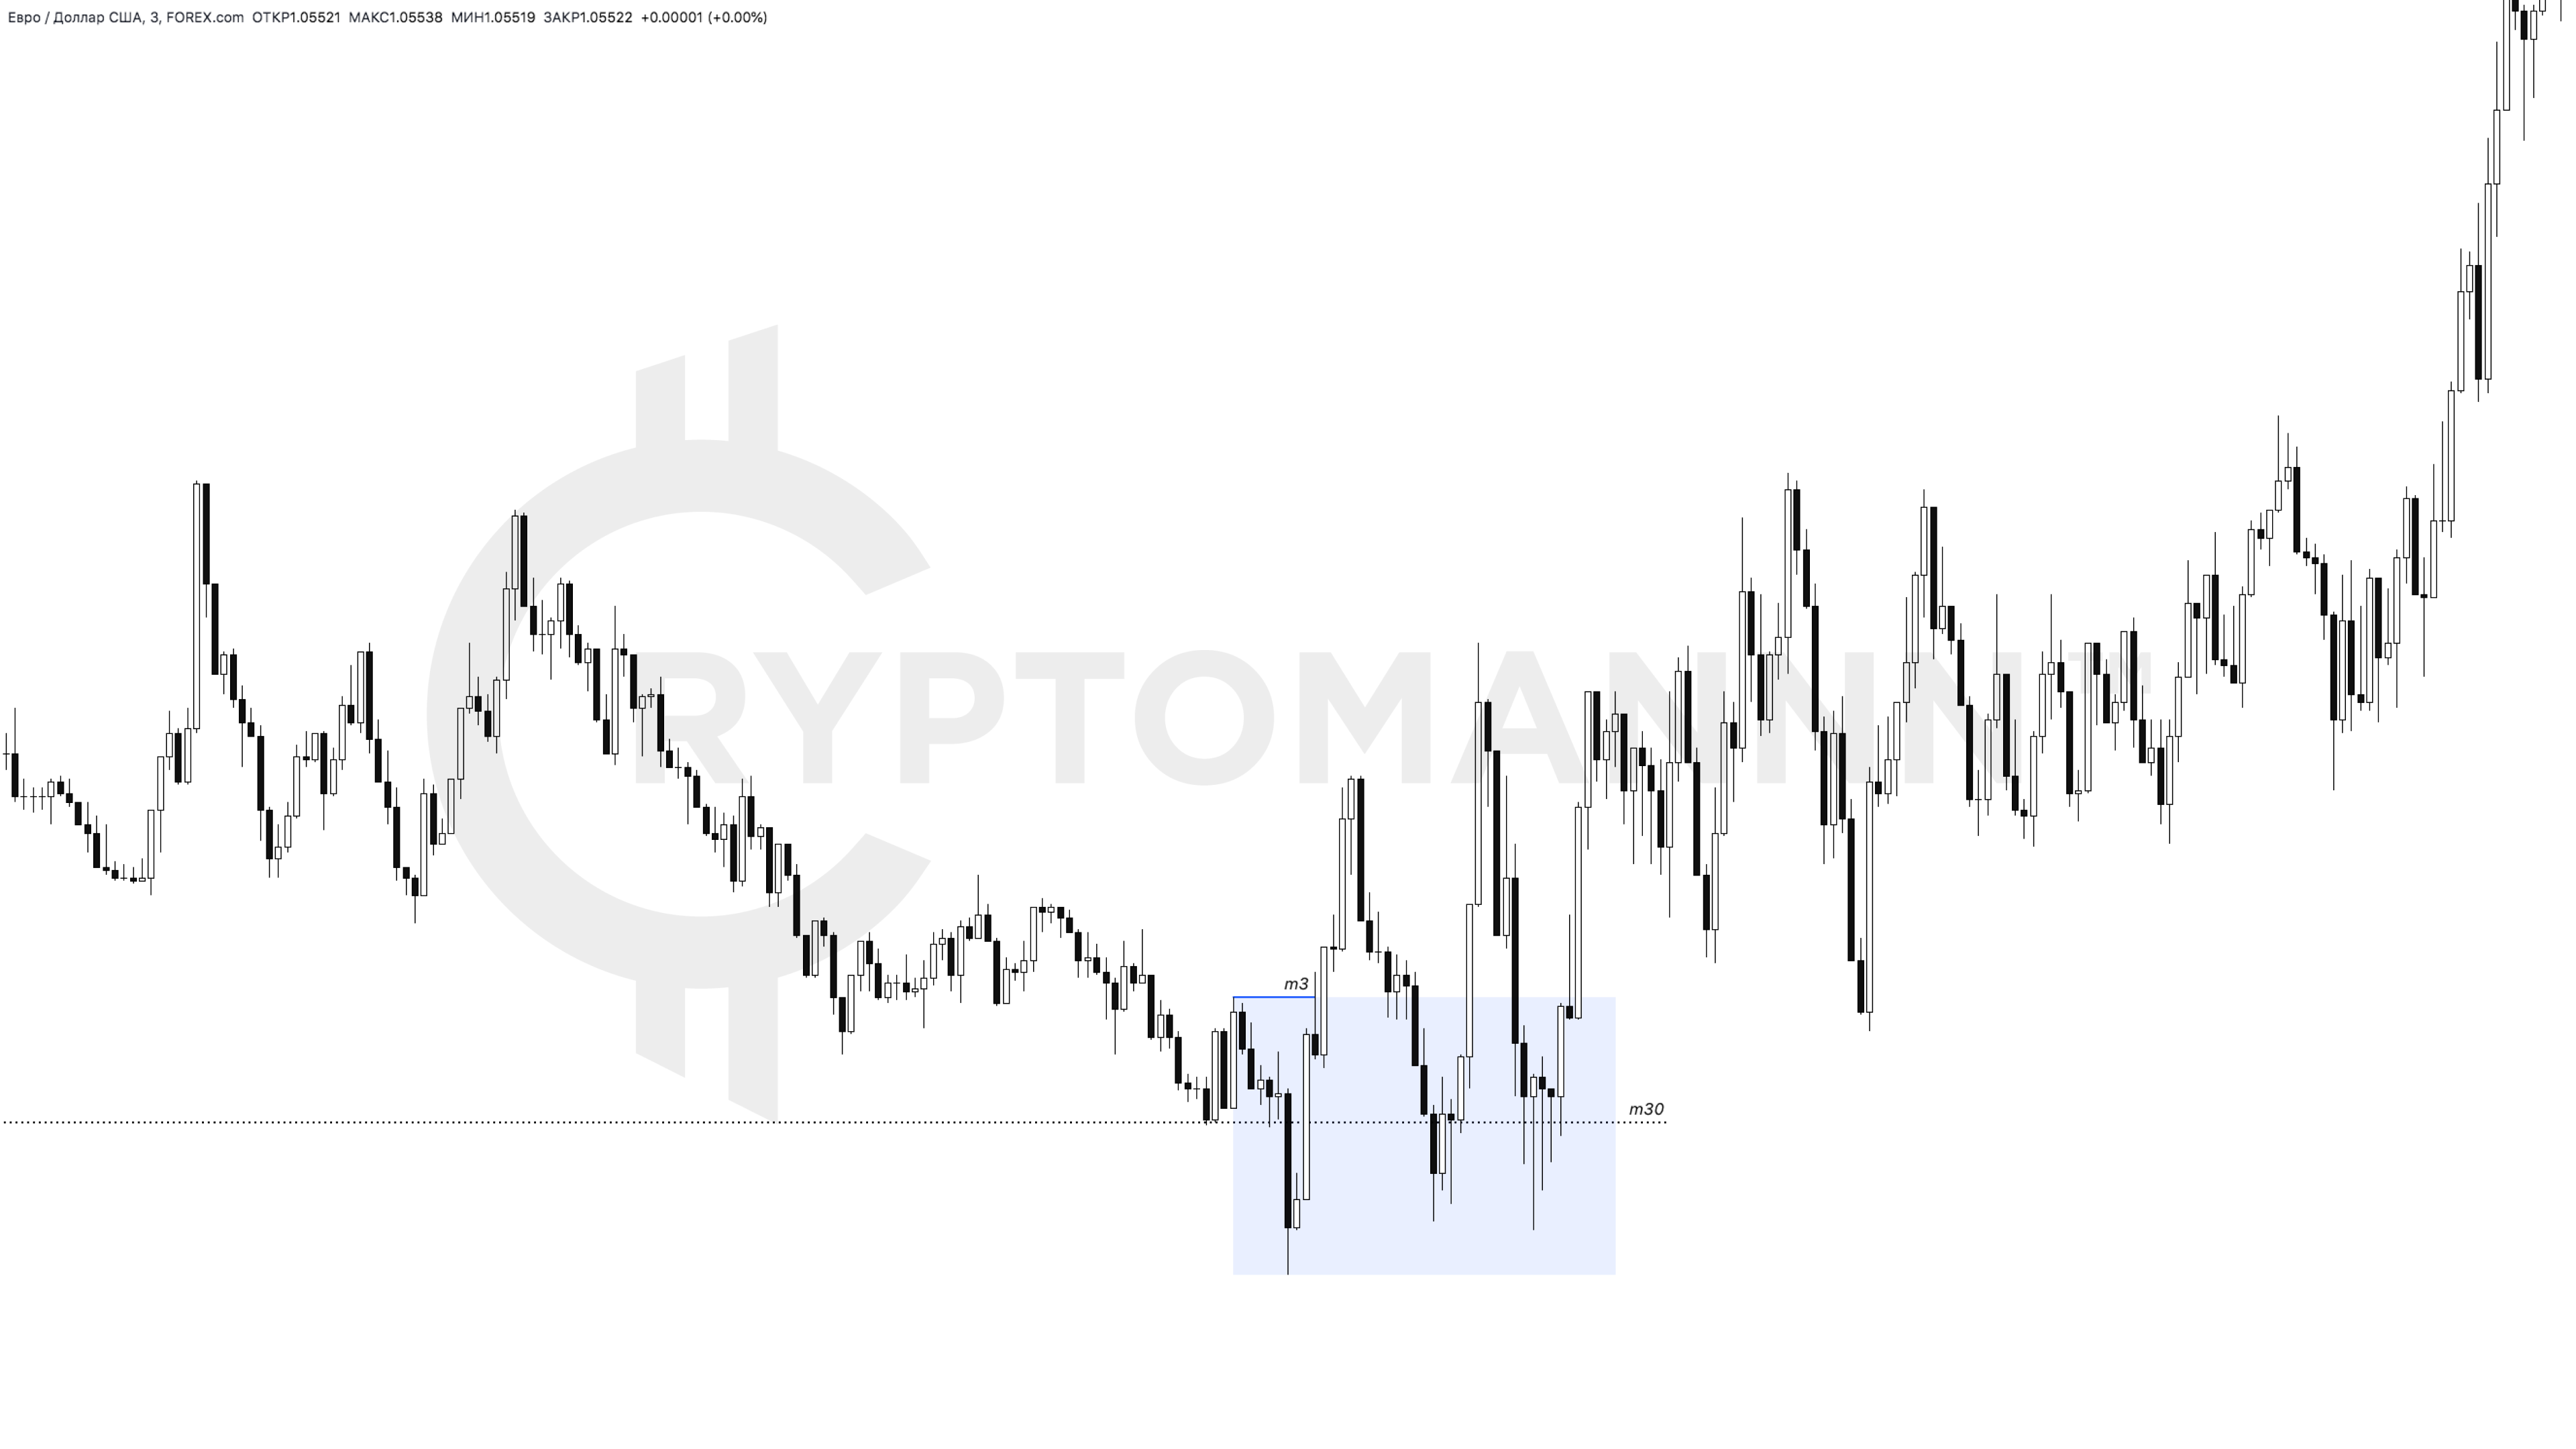 Евро / Доллар США, 3, FOREX.com ОТКР1.05521 МАКС1.05538 МИН1.05519 ЗАКР1.05522 +0.00001 (+0.00%)
CRYPTOMANNN™
m3
m30